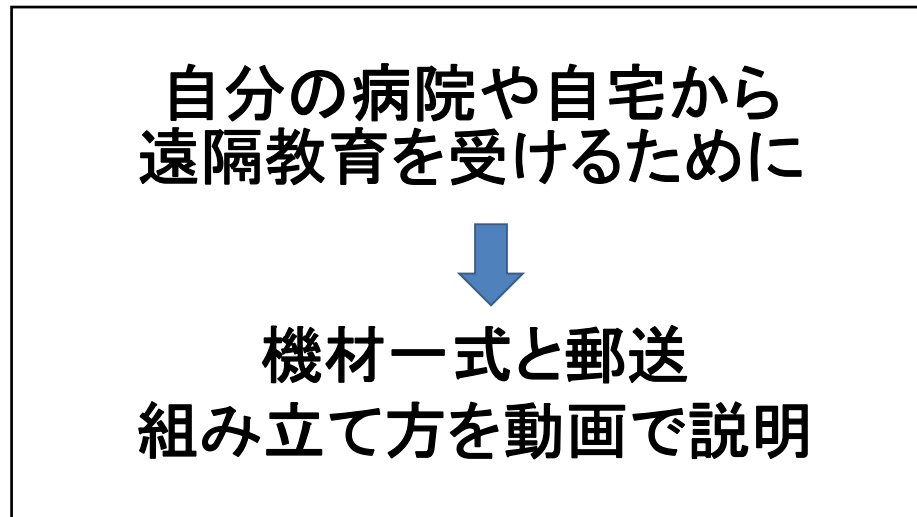 自分の病院や自宅から
遠隔教育を受けるために
機材一式と郵送
組み立て方を動画で説明